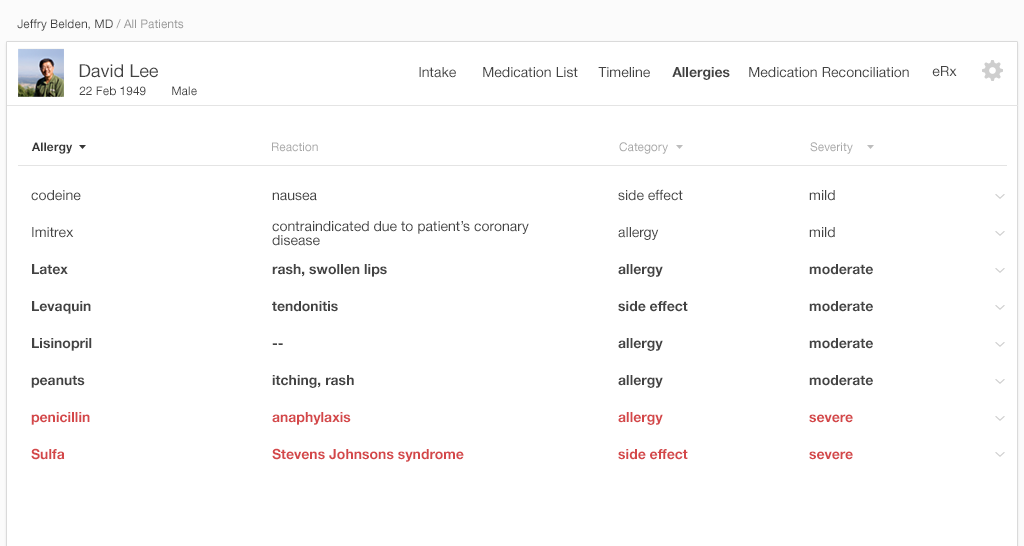 Jeffry Belden, MD / All Patients
David Lee
22 Feb 1949 Male
Intake Medication List Timeline Allergies Medication Reconciliation eRx
Allergy Reaction Category Severity
codeine nausea side effect mild
Imitrex contraindicated due to patient's coronary disease allergy mild
Latex rash, swollen lips allergy moderate
Levaquin tendonitis side effect moderate
Lisinopril -- allergy moderate
peanuts itching, rash allergy moderate
penicillin anaphylaxis allergy severe
Sulfa Stevens Johnsons syndrome side effect severe